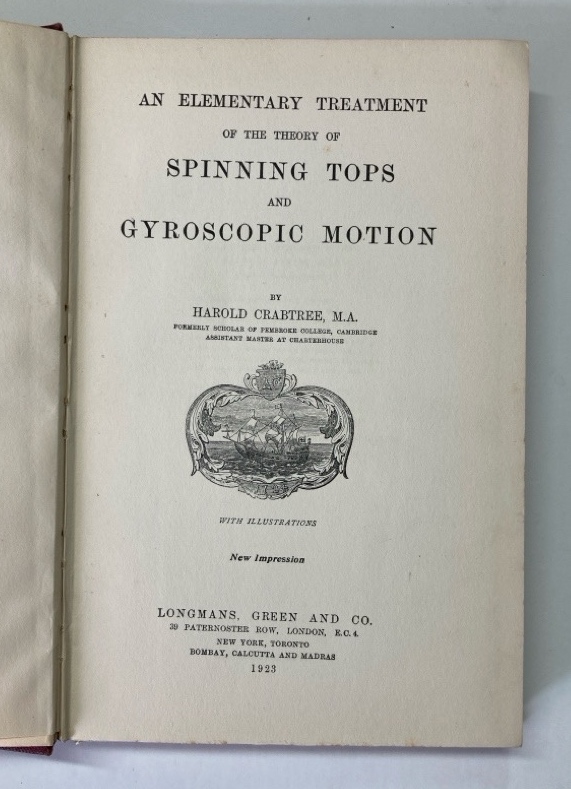 AN ELEMENTARY TREATMENT
OF THE THEORY OF
SPINNING TOPS
AND
GYROSCOPIC MOTION
BY
HAROLD CRABTREE, M.A.
FORMERLY SCHOLAR OF PEMBROKE COLLEGE, CAMBRIDGE
ASSISTANT MASTER AT CHARTERHOUSE
WITH ILLUSTRATIONS
New Impression
LONGMANS, GREEN AND CO.
39 PATERNOSTER ROW, LONDON, E.C. 4.
NEW YORK, TORONTO
BOMBAY, CALCUTTA AND MADRAS
1923